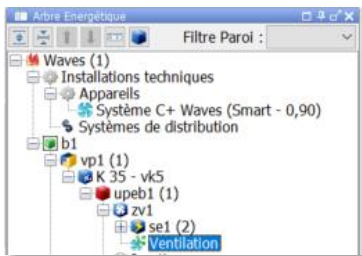 Arbre Energétique
Filtre Paroi :
Waves (1)
Installations techniques
Appareils
Système C+ Waves (Smart - 0,90)
Systèmes de distribution
b1
vp1 (1)
K 35 - vk5
upeb1 (1)
zv1
se1 (2)
Ventilation